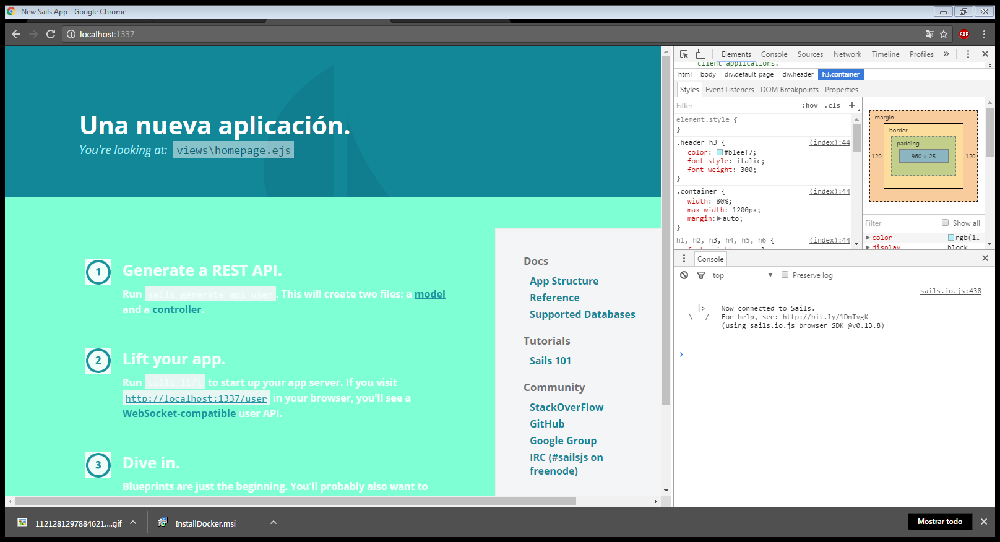 New Sails App - Google Chrome
localhost:1337
ABP
Una nueva aplicación.
You're looking at: views\homepage.ejs
1
Generate a REST API.
Run sails generate api user. This will create two files: a model
and a controller.
2
Lift your app.
Run sails lift to start up your app server. If you visit
http://localhost:1337/user in your browser, you'll see a
WebSocket-compatible user API.
3
Dive in.
Blueprints are just the beginning. You'll probably also want to
Docs
App Structure
Reference
Supported Databases
Tutorials
Sails 101
Community
StackOverFlow
GitHub
Google Group
IRC (#sailsjs on
freenode)
Elements Console Sources Network Timeline Profiles »
client applications.
html body div.default-page div.header h3.container
Styles Event Listeners DOM Breakpoints Properties
Filter :hov .cls +
element.style {
}
.header h3 { (index):44
color: #b1eef7;
font-style: italic;
font-weight: 300;
}
.container { (index):44
width: 80%;
max-width: 1200px;
margin: auto;
}
h1, h2, h3, h4, h5, h6 { (index):44
font-weight: normal;
margin –
border –
padding –
120 – – 960 × 25 – – 120
–
–
–
Filter Show all
color rgb(1…
display block
Console
top Preserve log
sails.io.js:438
|> Now connected to Sails.
\___/ For help, see: http://bit.ly/1DmTvgK
(using sails.io.js browser SDK @v0.13.8)
>
1121281297884621....gif
InstallDocker.msi
Mostrar todo